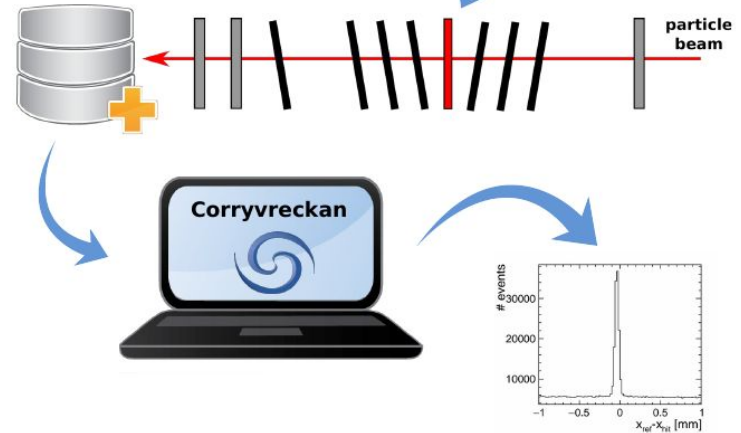 particle
beam
Corryvreckan
# events
30000
20000
10000
−1
−0.5
0
0.5
1
x_ref-x_hit [mm]